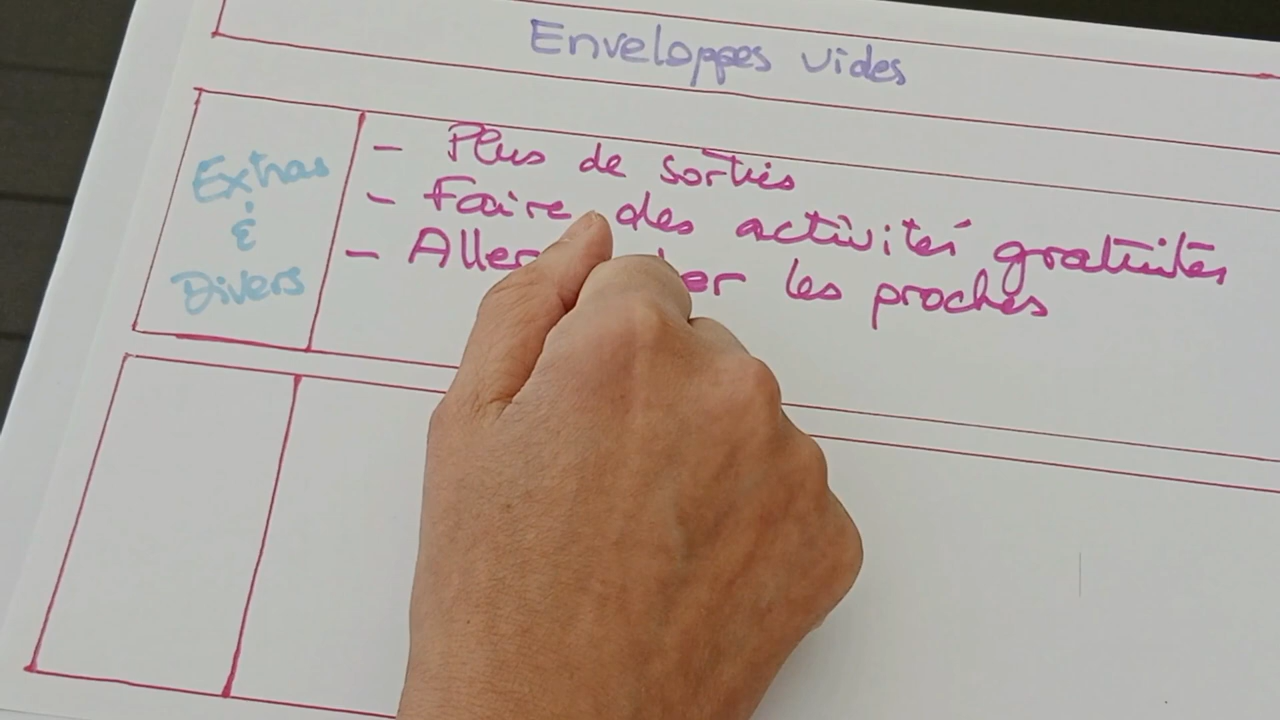 Enveloppes vides
Extras
&
Divers
- Plus de sorties
- Faire des activités gratuites
- Aller les proches